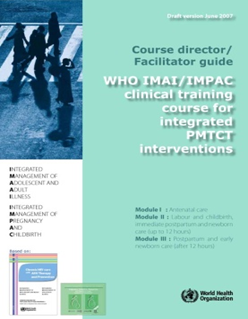 Draft version June 2007
Course director/
Facilitator guide
WHO IMAI/IMPAC
clinical training
course for
integrated
PMTCT
interventions
INTEGRATED
MANAGEMENT OF
ADOLESCENT AND
ADULT
ILLNESS
INTEGRATED
MANAGEMENT OF
PREGNANCY
AND
CHILDBIRTH
Based on:
Module I : Antenatal care
Module II : Labour and childbirth,
immediate postpartum and newborn
care (up to 12 hours)
Module III : Postpartum and early
newborn care (after 12 hours)
World Health
Organization